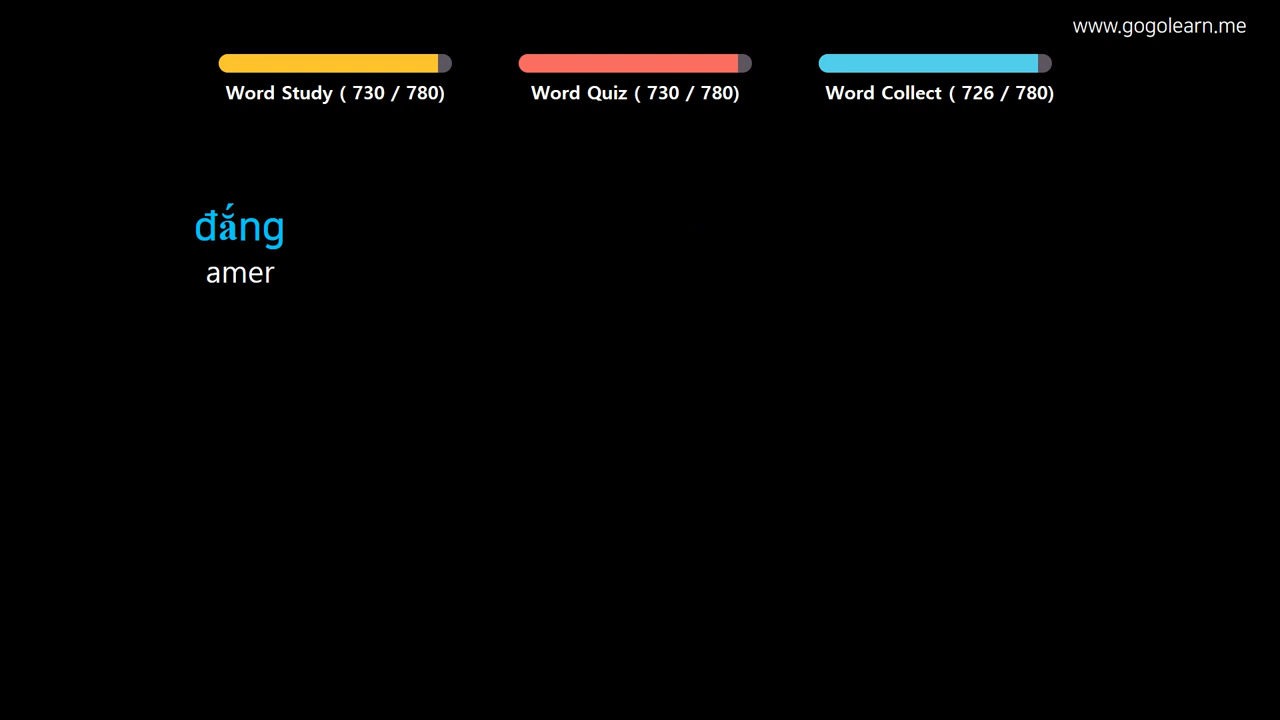 www.gogolearn.me
Word Study ( 730 / 780)
Word Quiz ( 730 / 780)
Word Collect ( 726 / 780)
đắng
amer